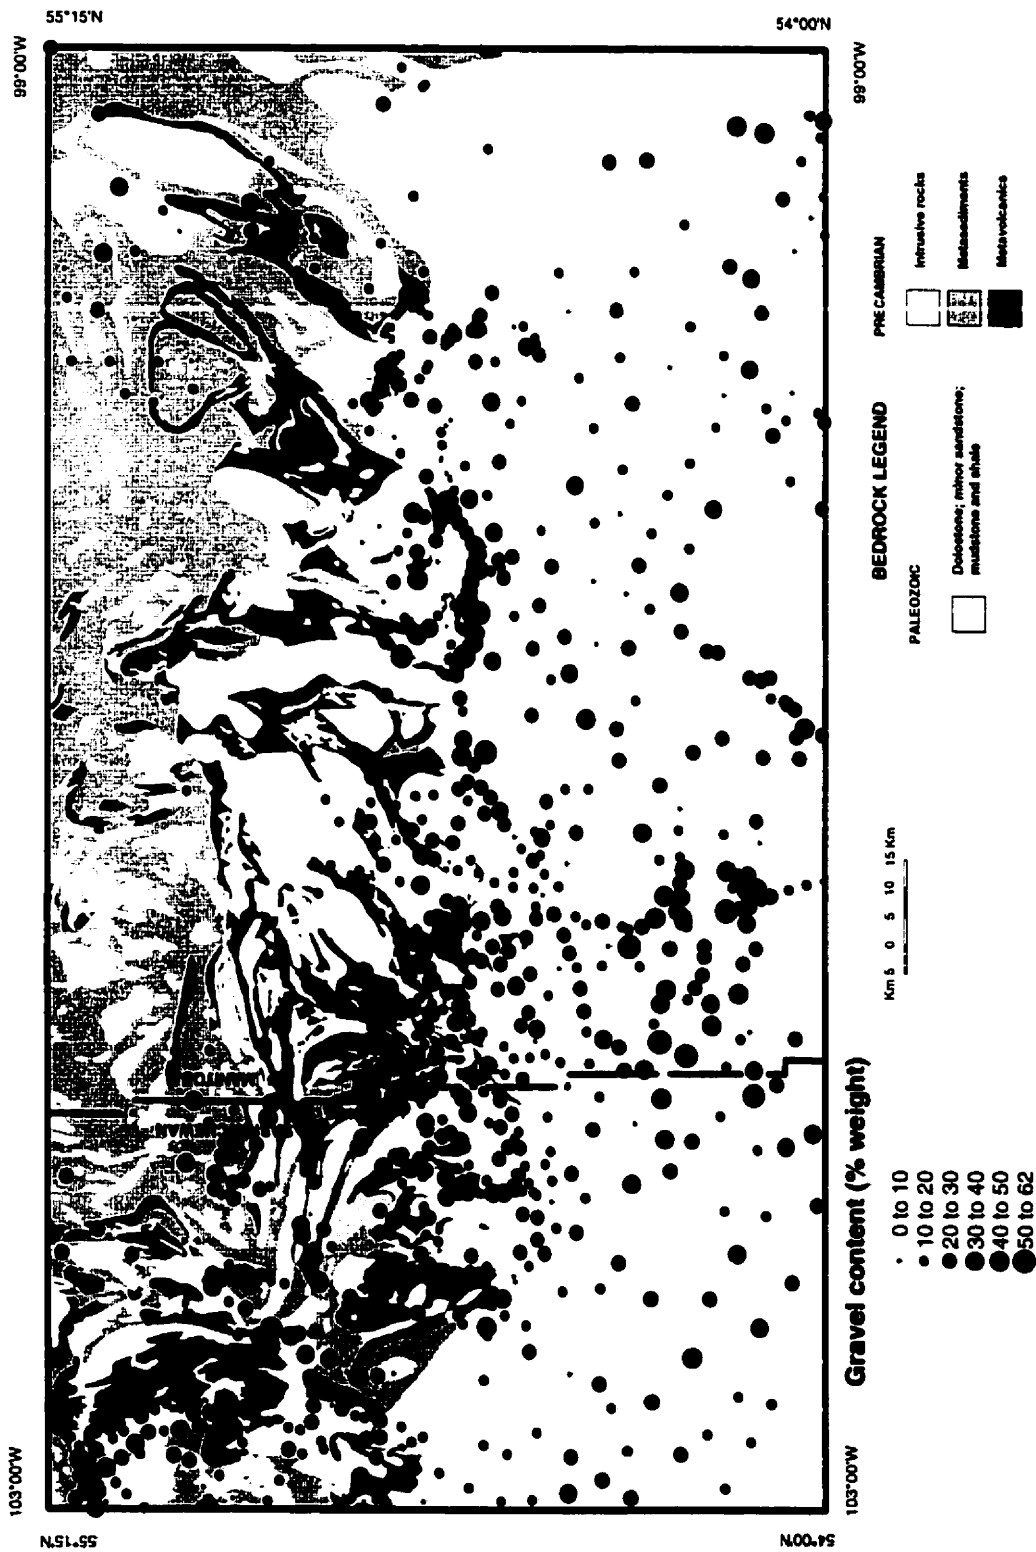 55°15'N
54°00'N
99°00'W
99°00'W
103°00'W
103°00'W
55°15'N
54°00'N
MANITOBA
Gravel content (% weight)
0 to 10
10 to 20
20 to 30
30 to 40
40 to 50
50 to 62
Km 5 0 5 10 15 Km
BEDROCK LEGEND
PALEOZOIC
Dolostone; minor sandstone;
mudstone and shale
PRECAMBRIAN
Intrusive rocks
Metasediments
Metavolcanics